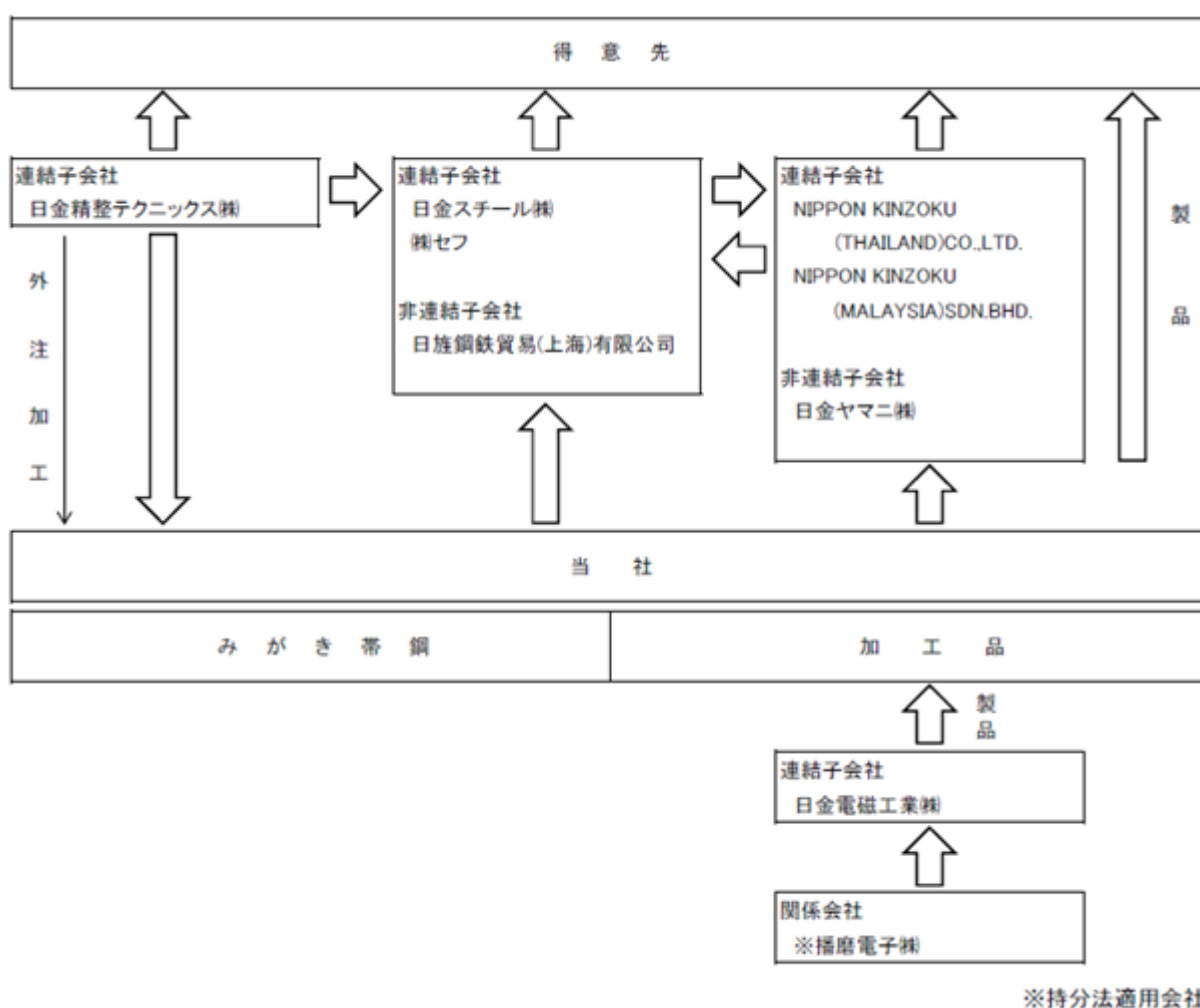 得意先
連結子会社
日金精整テクニックス㈱
連結子会社
日金スチール㈱
㈱セフ
非連結子会社
日旌鋼鉄貿易(上海)有限公司
連結子会社
NIPPON KINZOKU
(THAILAND)CO.,LTD.
NIPPON KINZOKU
(MALAYSIA)SDN.BHD.
非連結子会社
日金ヤマニ㈱
製品
外注加工
当社
みがき帯鋼
加工品
製品
連結子会社
日金電磁工業㈱
関係会社
※播磨電子㈱
※持分法適用会社